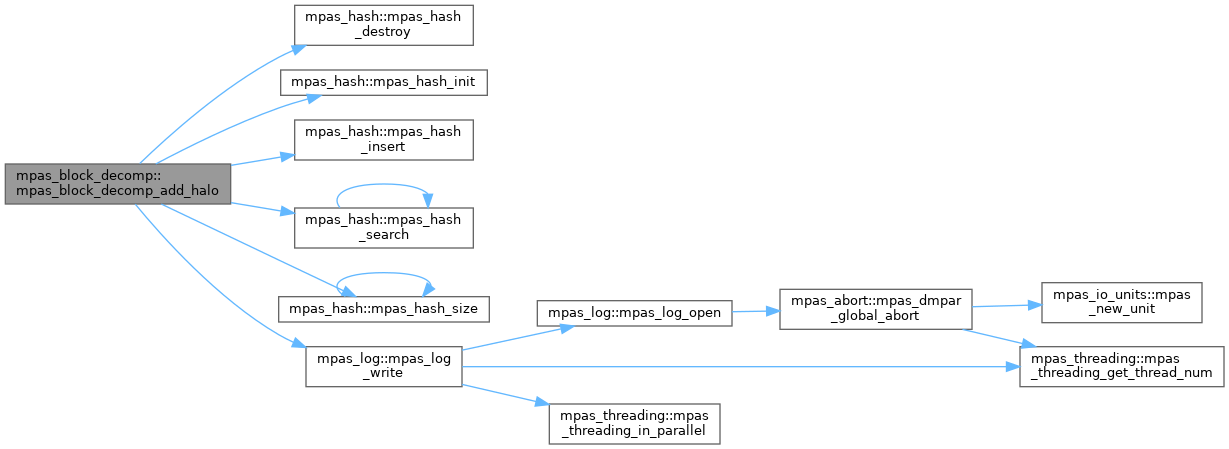 mpas_hash::mpas_hash
_destroy
mpas_hash::mpas_hash_init
mpas_hash::mpas_hash
_insert
mpas_block_decomp::
mpas_block_decomp_add_halo
mpas_hash::mpas_hash
_search
mpas_hash::mpas_hash_size
mpas_log::mpas_log
_write
mpas_log::mpas_log_open
mpas_threading::mpas
_threading_in_parallel
mpas_abort::mpas_dmpar
_global_abort
mpas_io_units::mpas
_new_unit
mpas_threading::mpas
_threading_get_thread_num